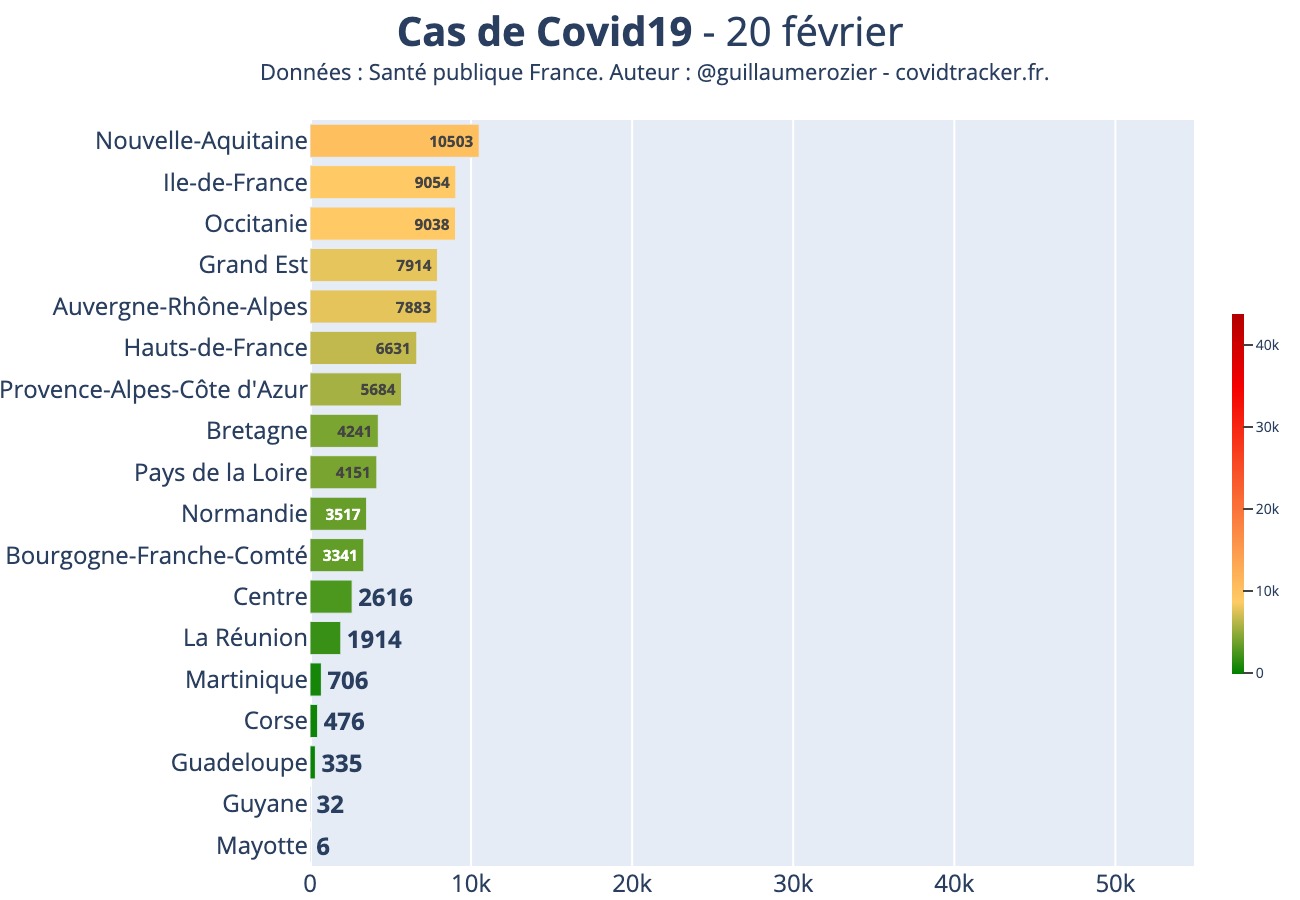 Cas de Covid19 - 20 février
Données : Santé publique France. Auteur : @guillaumerozier - covidtracker.fr.
Nouvelle-Aquitaine 10503
Ile-de-France 9054
Occitanie 9038
Grand Est 7914
Auvergne-Rhône-Alpes 7883
Hauts-de-France 6631
Provence-Alpes-Côte d'Azur 5684
Bretagne 4241
Pays de la Loire 4151
Normandie 3517
Bourgogne-Franche-Comté 3341
Centre 2616
La Réunion 1914
Martinique 706
Corse 476
Guadeloupe 335
Guyane 32
Mayotte 6
0 10k 20k 30k 40k 50k
40k
30k
20k
10k
0